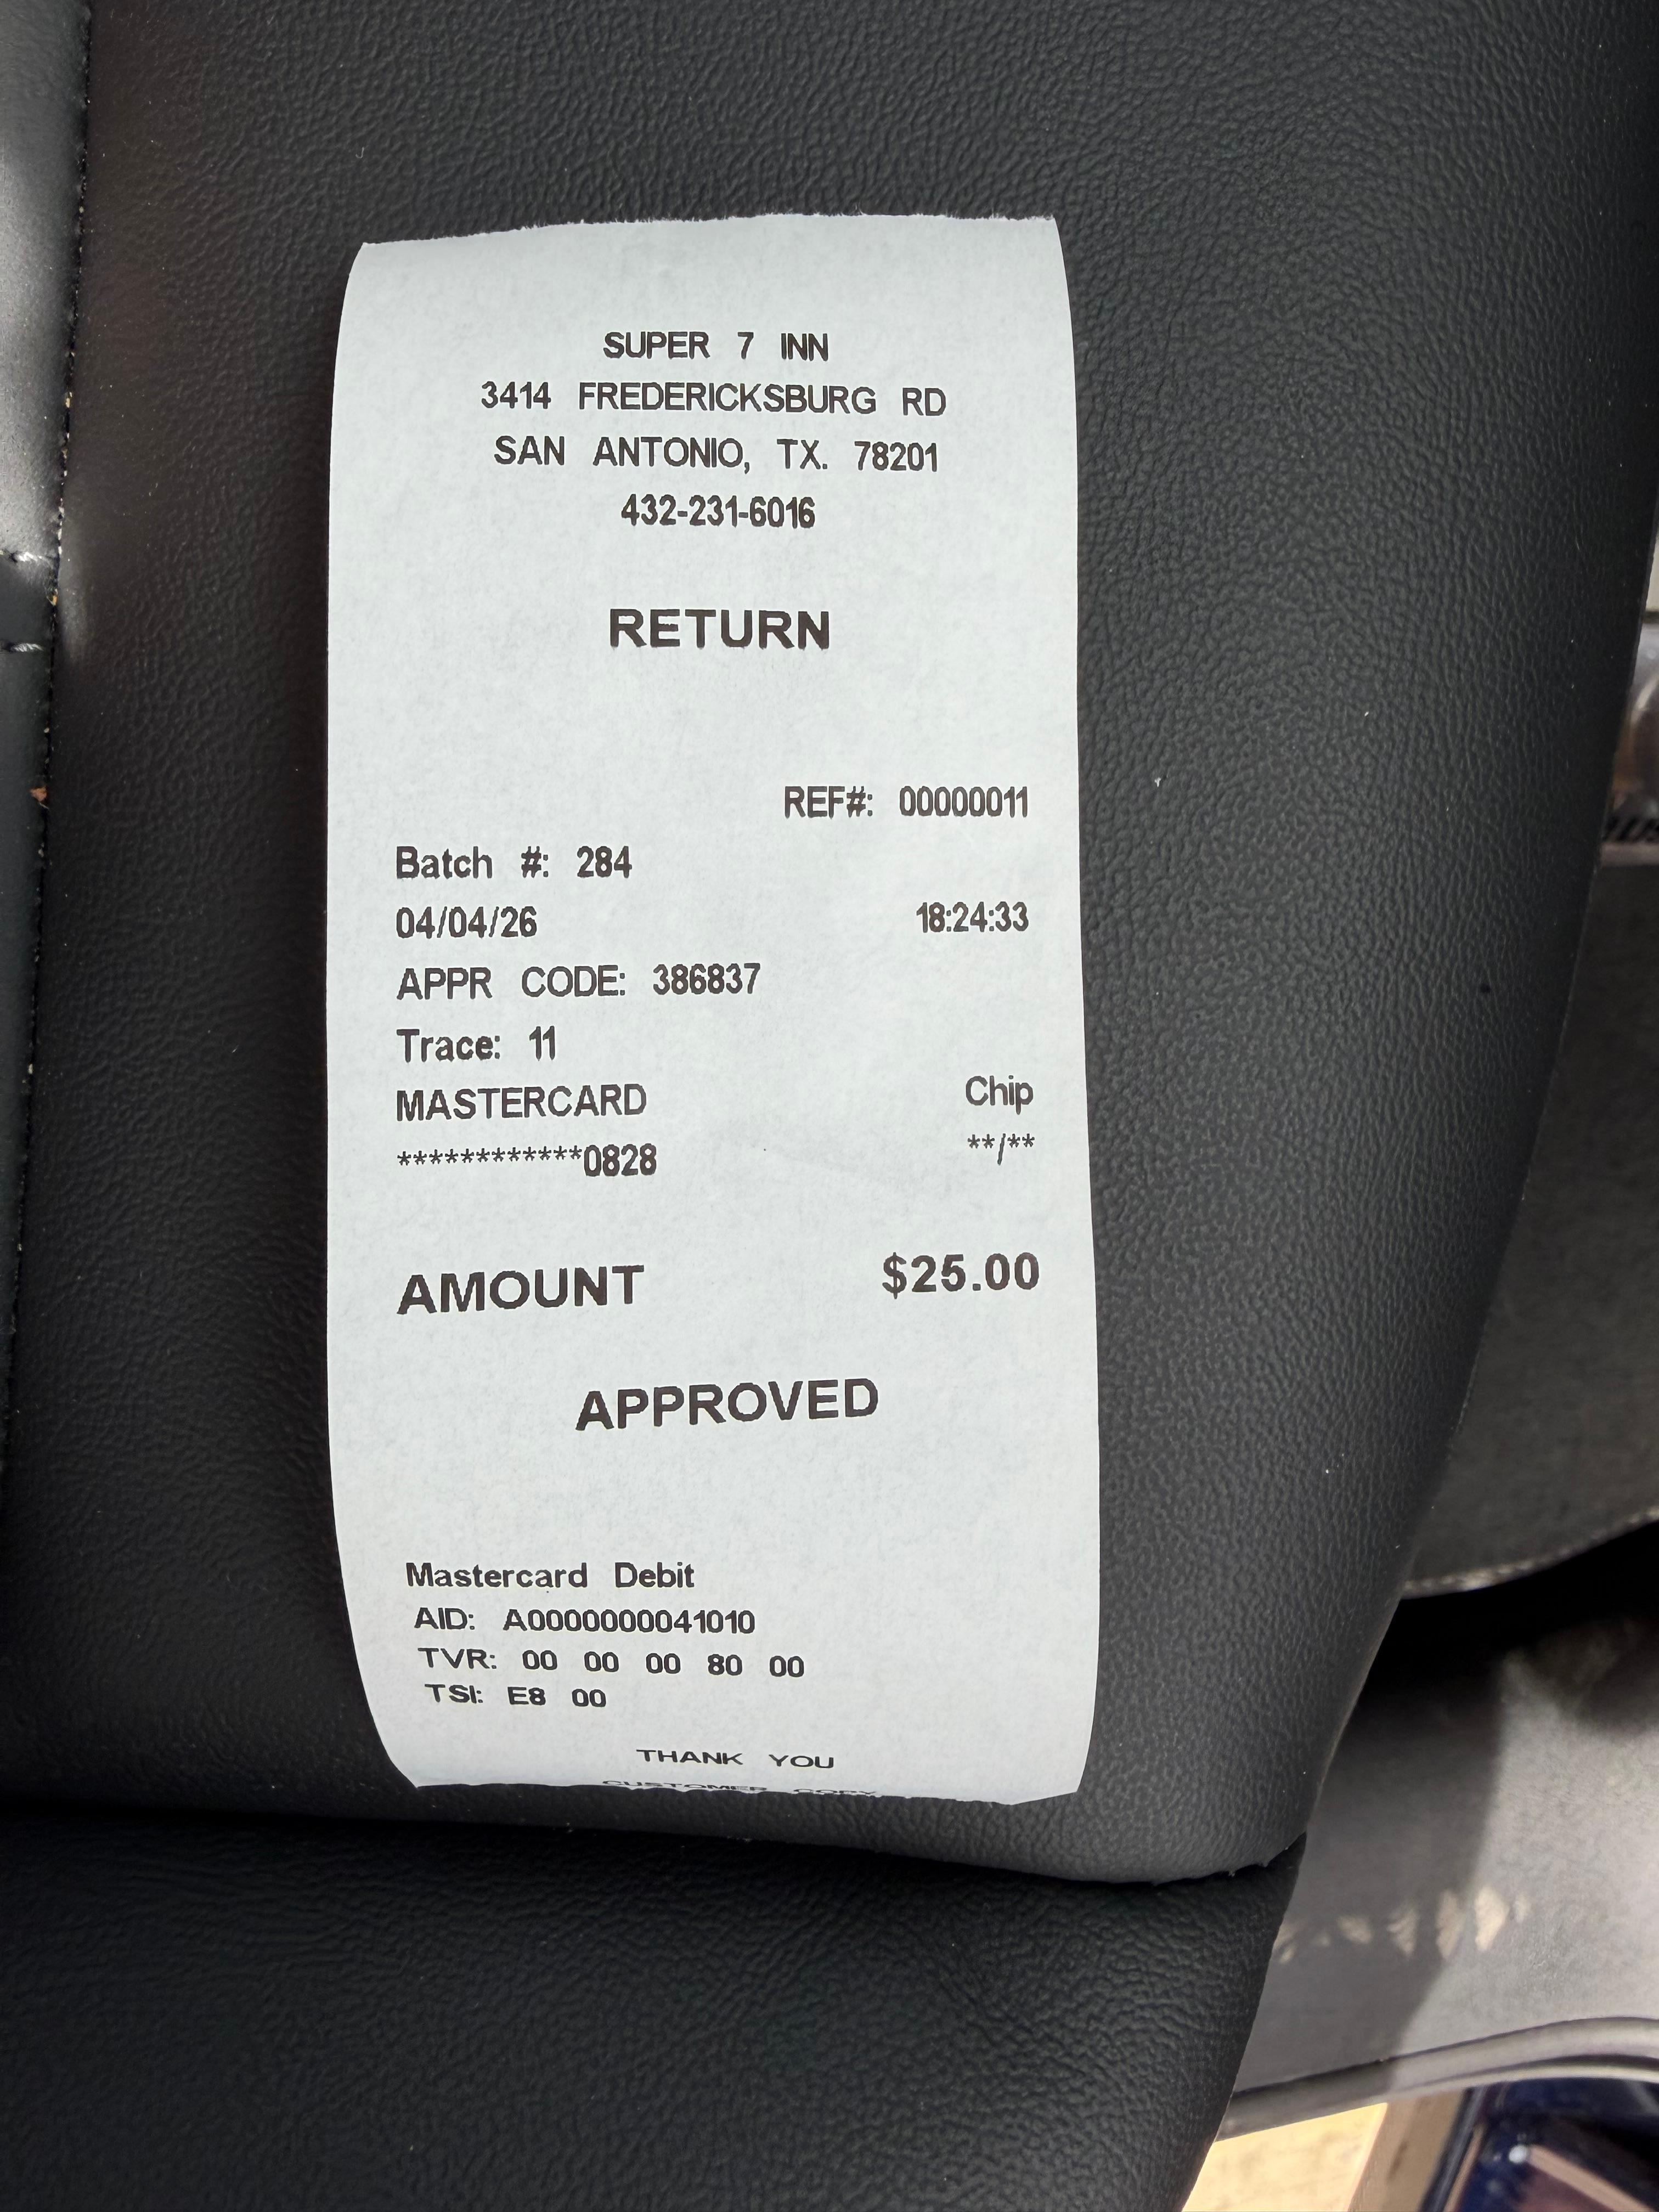 SUPER 7 INN
3414 FREDERICKSBURG RD
SAN ANTONIO, TX. 78201
432-231-6016
RETURN
REF#: 00000011
Batch #: 284
04/04/26 18:24:33
APPR CODE: 386837
Trace: 11
MASTERCARD Chip
************0828 **/**
AMOUNT $25.00
APPROVED
Mastercard Debit
AID: A0000000041010
TVR: 00 00 00 80 00
TSI: E8 00
THANK YOU
CUSTOMER COPY